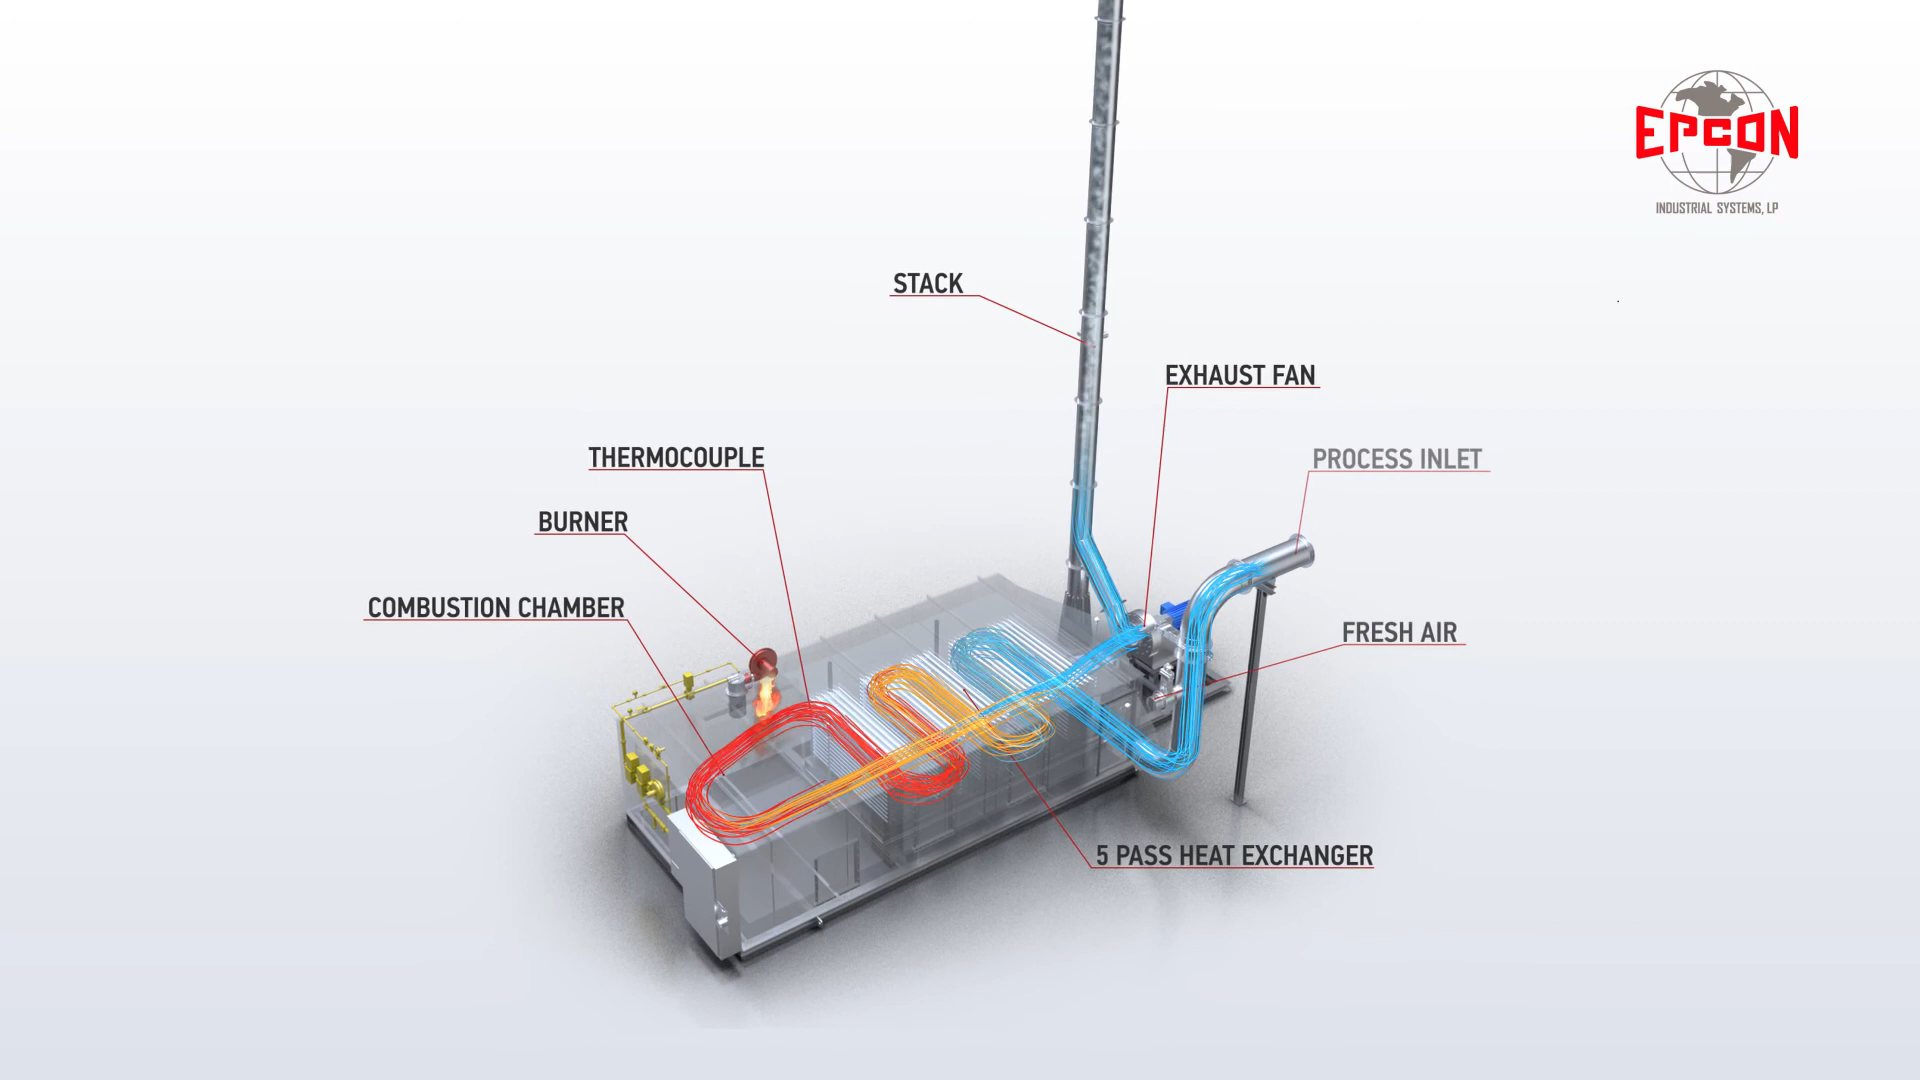 EPCON
INDUSTRIAL SYSTEMS, LP
STACK
EXHAUST FAN
THERMOCOUPLE
PROCESS INLET
BURNER
COMBUSTION CHAMBER
FRESH AIR
5 PASS HEAT EXCHANGER